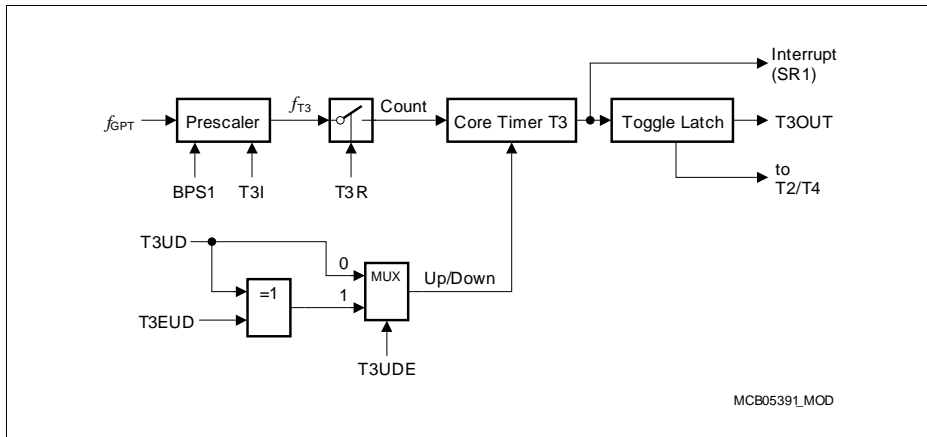 Interrupt
(SR1)
fT3
Count
fGPT
Prescaler
Core Timer T3
Toggle Latch
T3OUT
BPS1
T3I
T3R
to
T2/T4
T3UD
0
MUX
Up/Down
=1
1
T3EUD
T3UDE
MCB05391_MOD